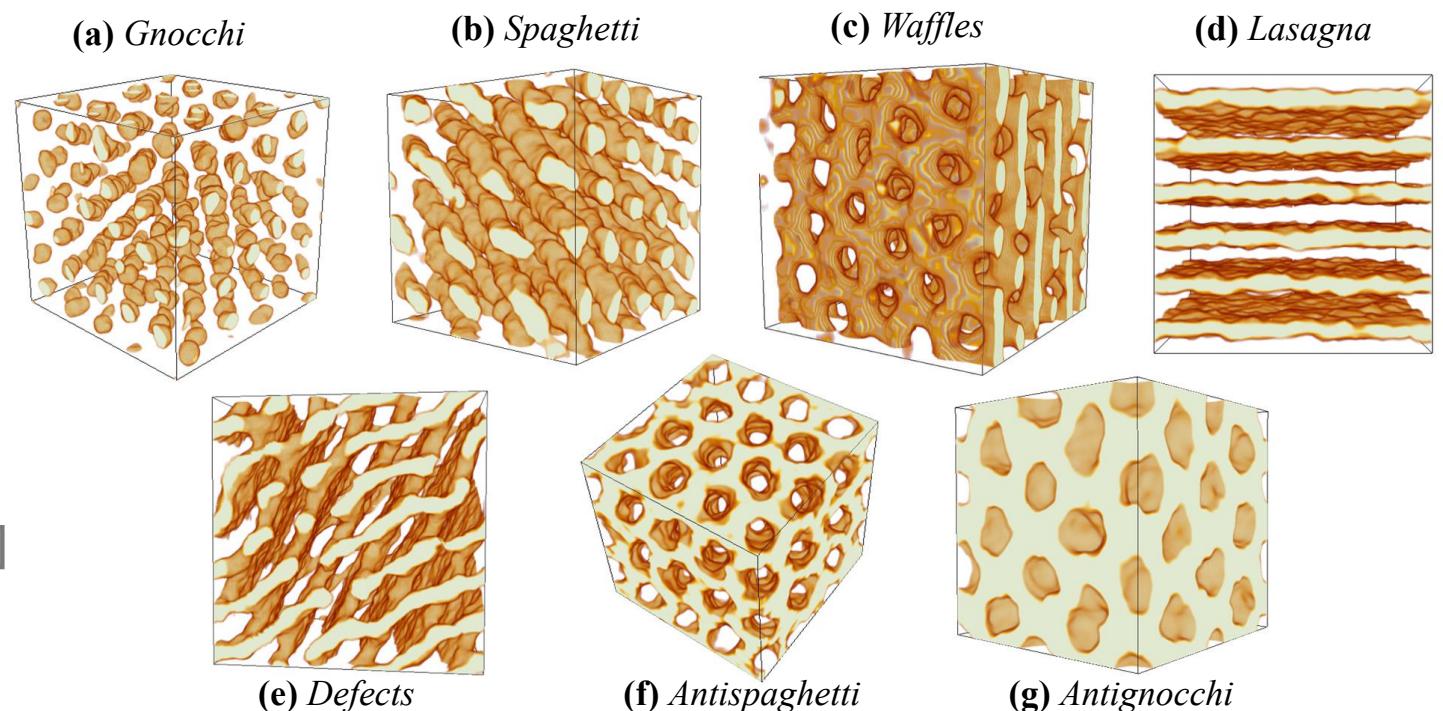 (a) Gnocchi
(b) Spaghetti
(c) Waffles
(d) Lasagna
(e) Defects
(f) Antispaghetti
(g) Antignocchi